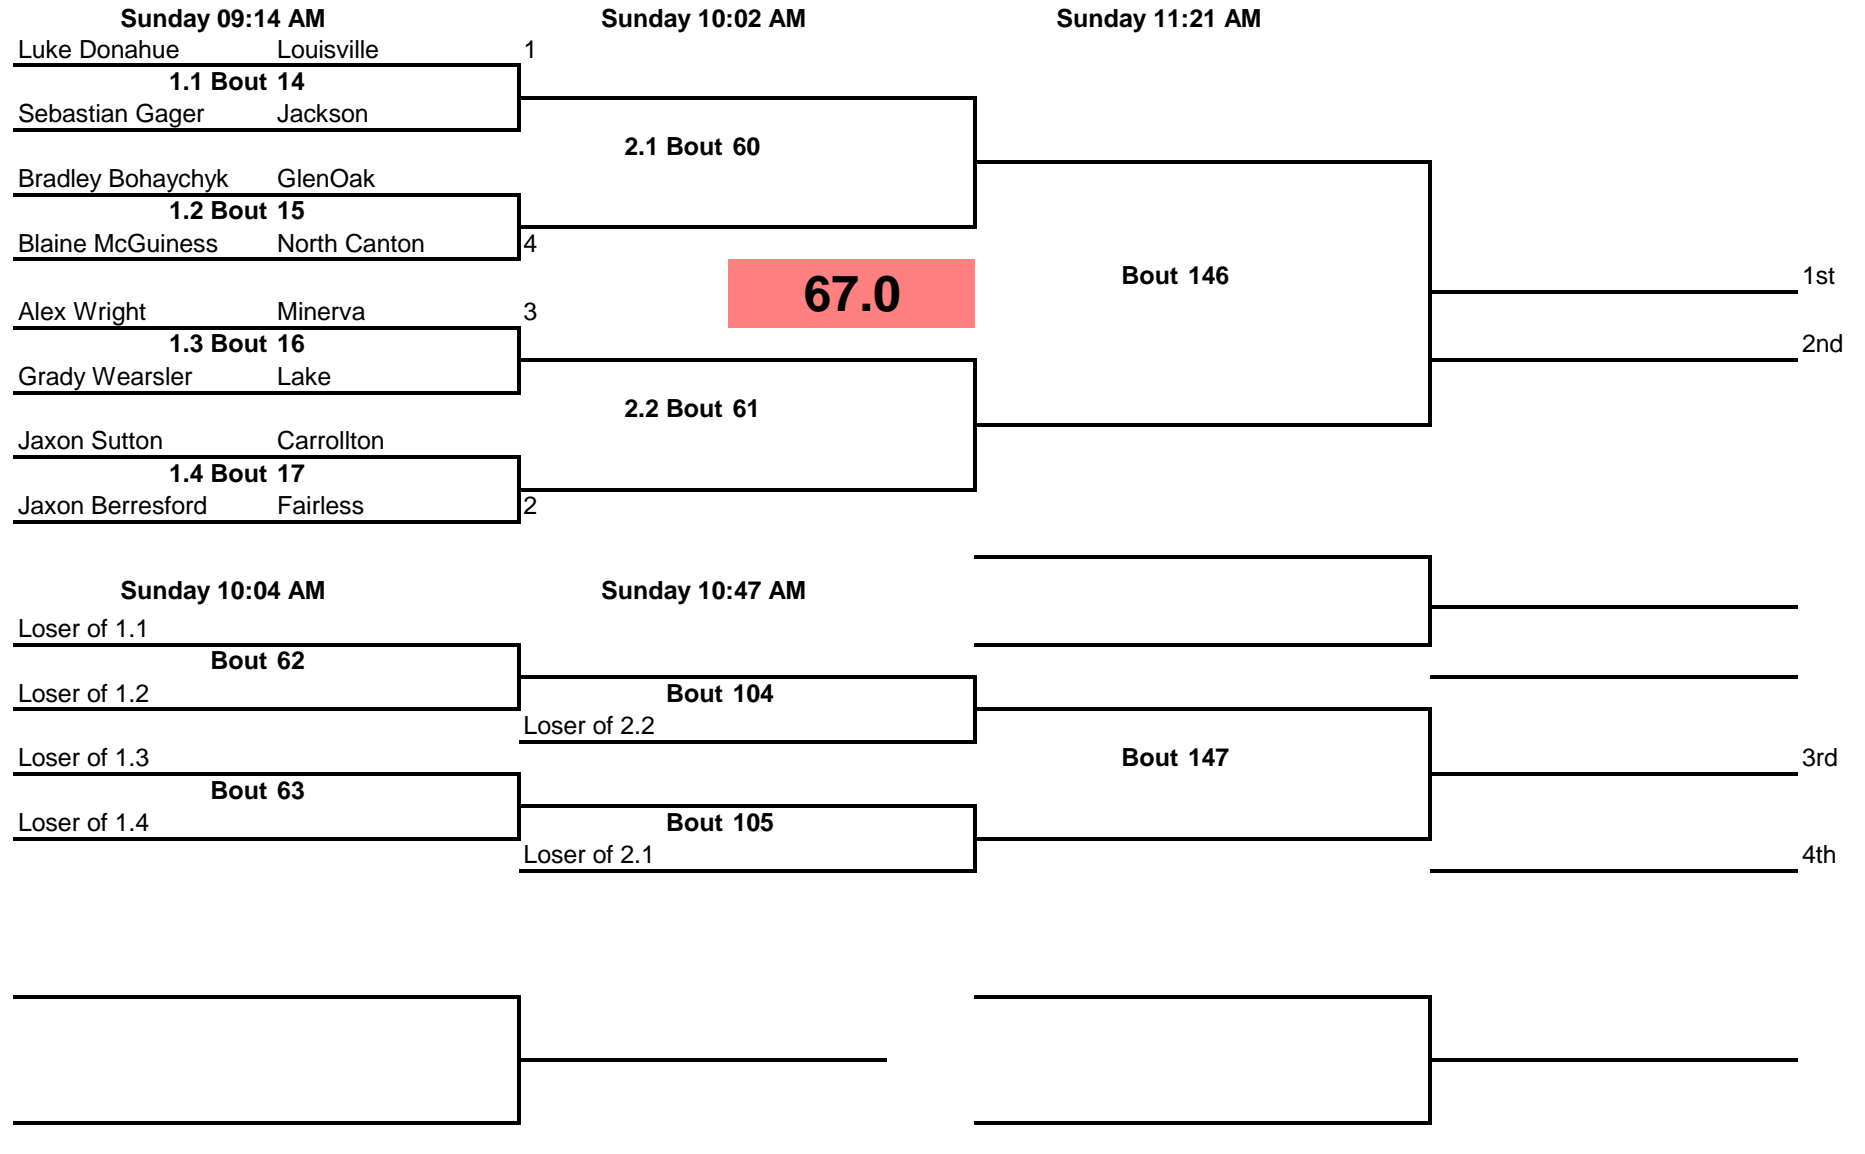 Sunday 09:14 AM Sunday 10:02 AM Sunday 11:21 AM
Luke Donahue Louisville 1
1.1 Bout 14
Sebastian Gager Jackson
2.1 Bout 60
Bradley Bohaychyk GlenOak
1.2 Bout 15
Blaine McGuiness North Canton 4
67.0 Bout 146 1st
Alex Wright Minerva 3
1.3 Bout 16 2nd
Grady Wearsler Lake
2.2 Bout 61
Jaxon Sutton Carrollton
1.4 Bout 17
Jaxon Berresford Fairless 2
Sunday 10:04 AM Sunday 10:47 AM
Loser of 1.1
Bout 62
Loser of 1.2 Bout 104
Loser of 2.2
Loser of 1.3 Bout 147 3rd
Bout 63
Loser of 1.4 Bout 105
Loser of 2.1 4th